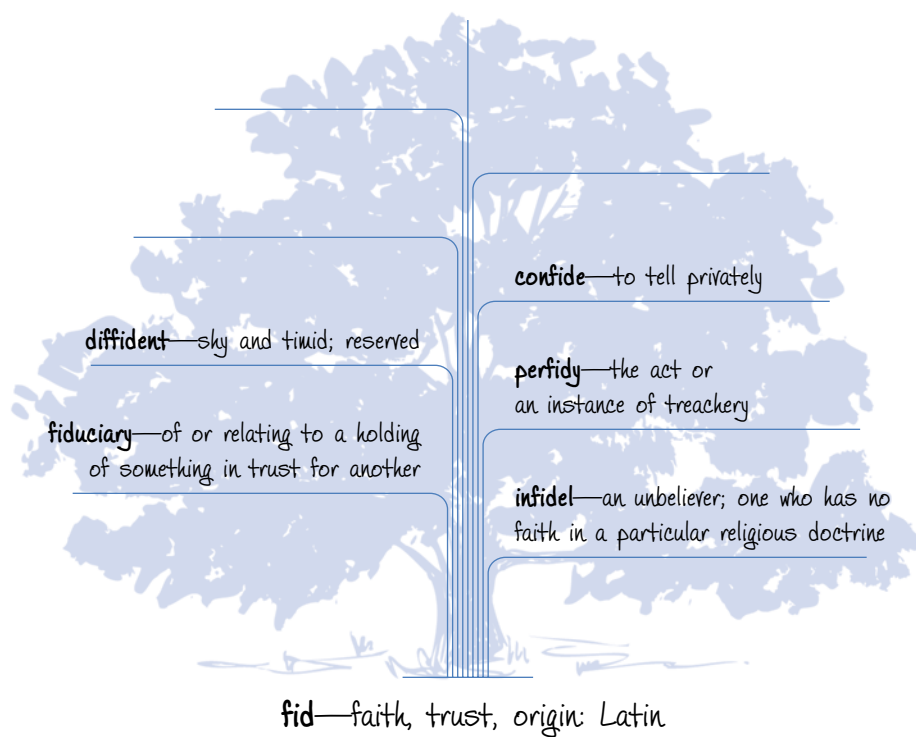 confide—to tell privately
diffident—shy and timid; reserved
perfidy—the act or
an instance of treachery
fiduciary—of or relating to a holding
of something in trust for another
infidel—an unbeliever; one who has no
faith in a particular religious doctrine
fid—faith, trust, origin: Latin